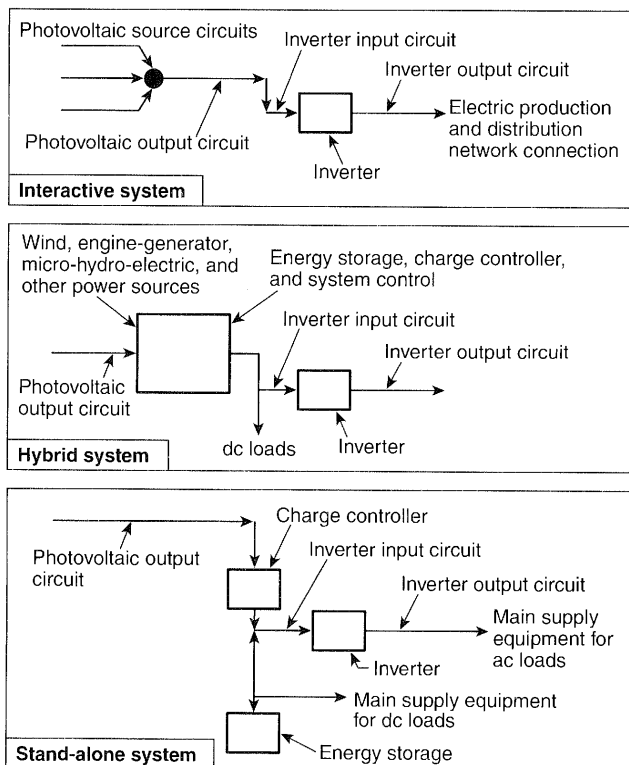 Photovoltaic source circuits
Inverter input circuit
Inverter output circuit
Photovoltaic output circuit
Electric production
and distribution
network connection
Inverter
Interactive system
Wind, engine-generator,
micro-hydro-electric, and
other power sources
Energy storage, charge controller,
and system control
Inverter input circuit
Inverter output circuit
Photovoltaic
output circuit
dc loads
Inverter
Hybrid system
Charge controller
Photovoltaic output
circuit
Inverter input circuit
Inverter output circuit
Main supply
equipment for
ac loads
Inverter
Main supply equipment
for dc loads
Energy storage
Stand-alone system